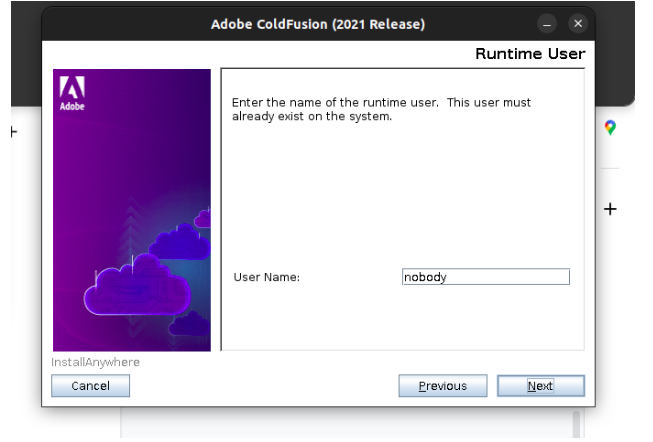 Adobe ColdFusion (2021 Release)
Runtime User
Adobe
Enter the name of the runtime user. This user must
already exist on the system.
User Name:
nobody
InstallAnywhere
Cancel
Previous
Next